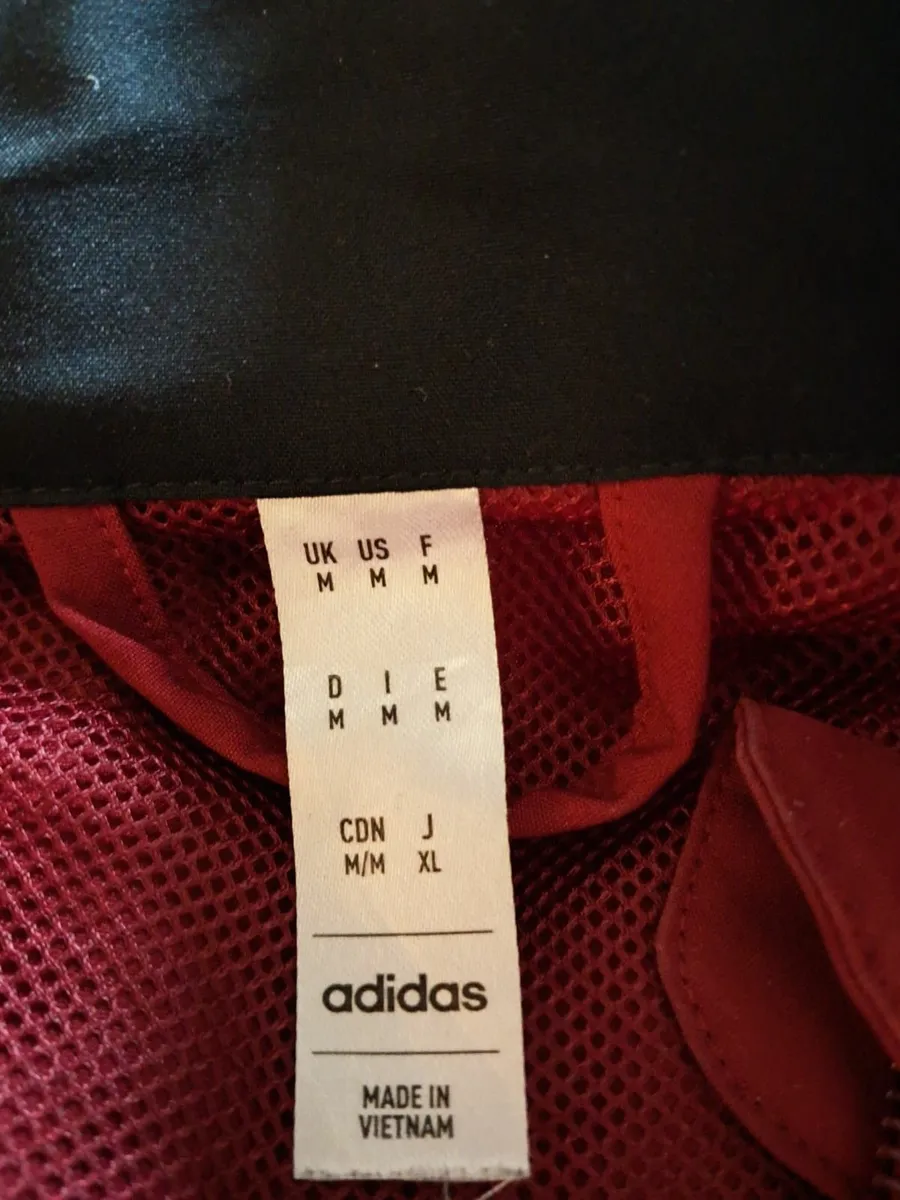 UK US F
M M M
D I E
M M M
CDN J
M/M XL
adidas
MADE IN
VIETNAM